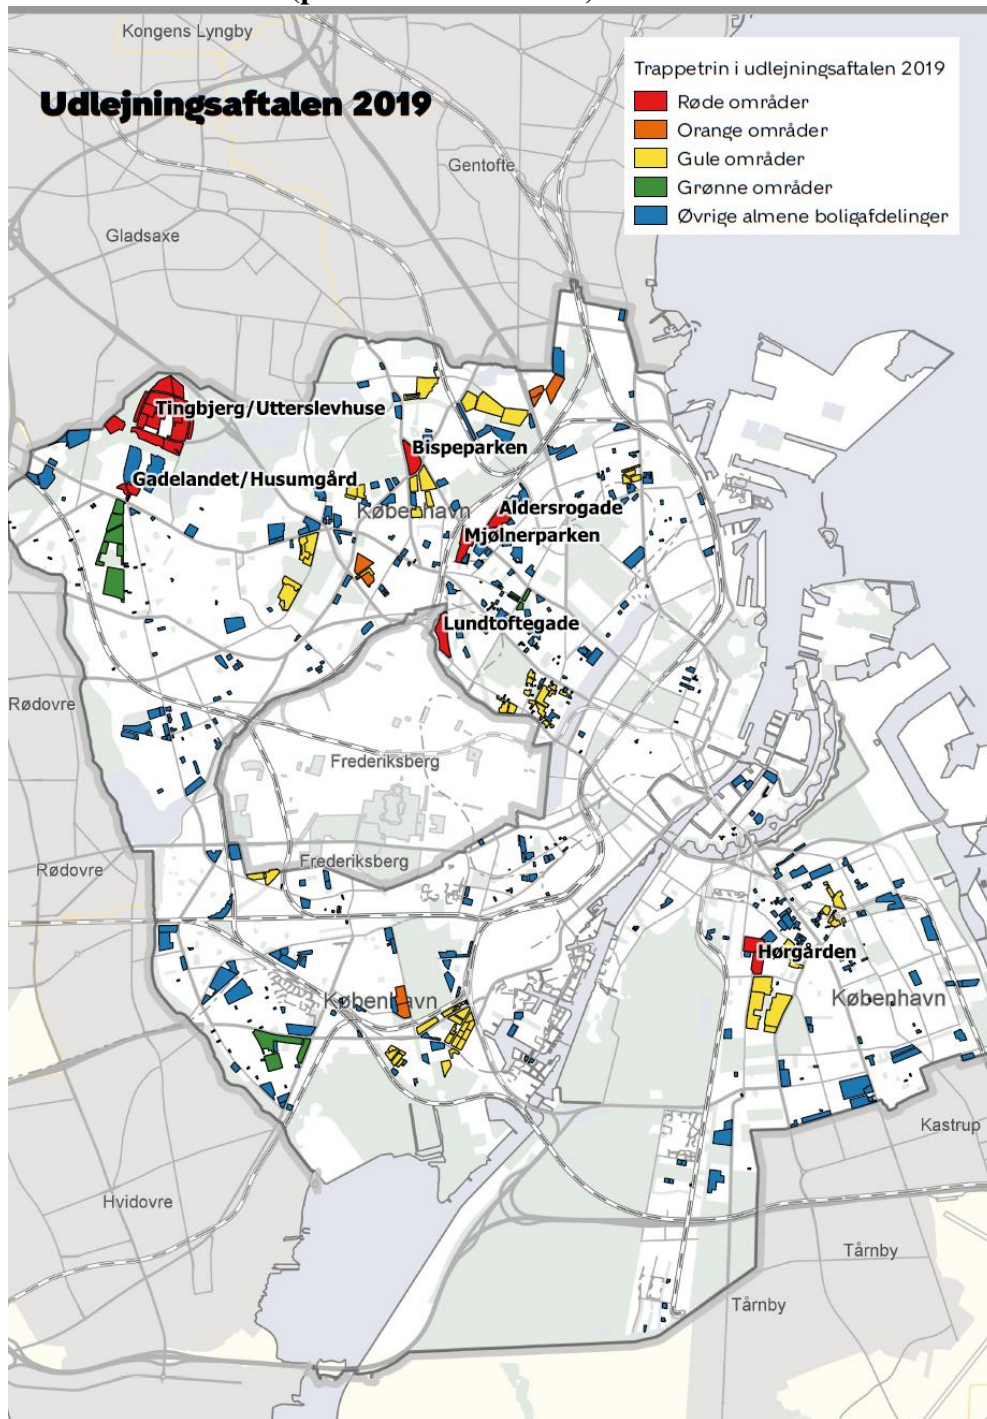 Kongens Lyngby
Udlejningsaftalen 2019
Trappetrin i udlejningsaftalen 2019
Røde områder
Orange områder
Gule områder
Grønne områder
Øvrige almene boligafdelinger
Gentofte
Gladsaxe
Tingbjerg/Utterslevhuse
Bispeparken
Gadelandet/Husumgård
København
Aldersrogade
Mjølnerparken
Lundtoftegade
Rødovre
Frederiksberg
Frederiksberg
Rødovre
Hørgården
København
København
Kastrup
Hvidovre
Tårnby
Tårnby